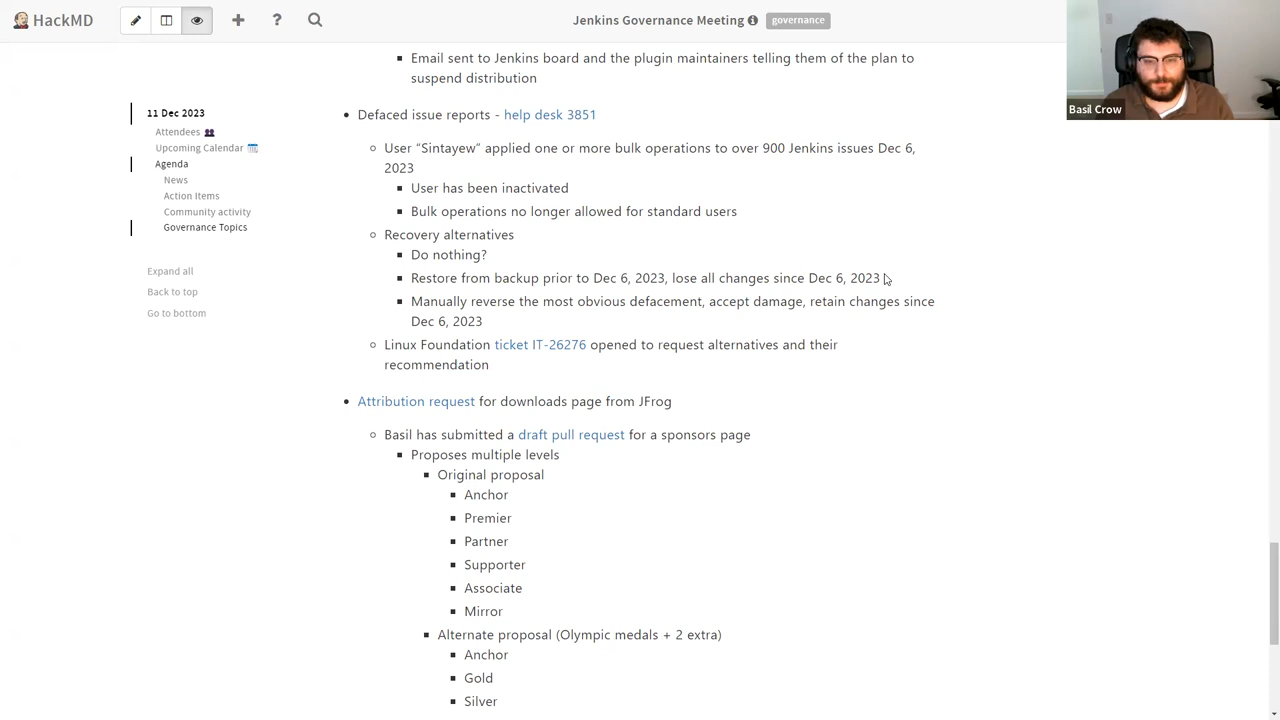 HackMD
Jenkins Governance Meeting
governance
Basil Crow
11 Dec 2023
Attendees
Upcoming Calendar
Agenda
News
Action Items
Community activity
Governance Topics
Expand all
Back to top
Go to bottom
Email sent to Jenkins board and the plugin maintainers telling them of the plan to
suspend distribution
Defaced issue reports - help desk 3851
User “Sintayew” applied one or more bulk operations to over 900 Jenkins issues Dec 6,
2023
User has been inactivated
Bulk operations no longer allowed for standard users
Recovery alternatives
Do nothing?
Restore from backup prior to Dec 6, 2023, lose all changes since Dec 6, 2023
Manually reverse the most obvious defacement, accept damage, retain changes since
Dec 6, 2023
Linux Foundation ticket IT-26276 opened to request alternatives and their
recommendation
Attribution request for downloads page from JFrog
Basil has submitted a draft pull request for a sponsors page
Proposes multiple levels
Original proposal
Anchor
Premier
Partner
Supporter
Associate
Mirror
Alternate proposal (Olympic medals + 2 extra)
Anchor
Gold
Silver